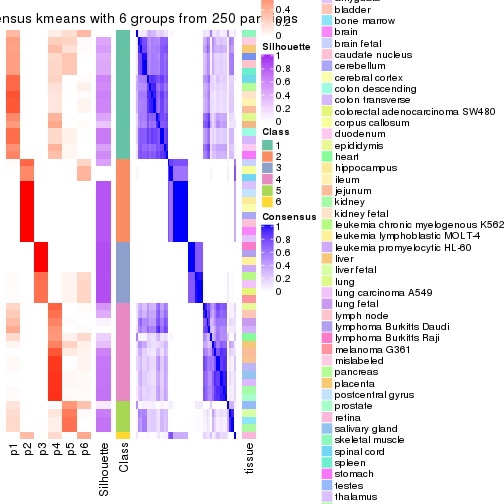 ensus kmeans with 6 groups from 250 partitions
0.4
0.2
0
Silhouette
1
0.8
0.6
0.4
0.2
0
Class
1
2
3
4
5
6
Consensus
1
0.8
0.6
0.4
0.2
0
bladder
bone marrow
brain
brain fetal
caudate nucleus
cerebellum
cerebral cortex
colon descending
colon transverse
colorectal adenocarcinoma SW480
corpus callosum
duodenum
epididymis
heart
hippocampus
ileum
jejunum
kidney
kidney fetal
leukemia chronic myelogenous K562
leukemia lymphoblastic MOLT-4
leukemia promyelocytic HL-60
liver
liver fetal
lung
lung carcinoma A549
lung fetal
lymph node
lymphoma Burkitts Daudi
lymphoma Burkitts Raji
melanoma G361
mislabeled
pancreas
placenta
postcentral gyrus
prostate
retina
salivary gland
skeletal muscle
spinal cord
spleen
stomach
testes
thalamus
p1
p2
p3
p4
p5
p6
Silhouette
Class
tissue